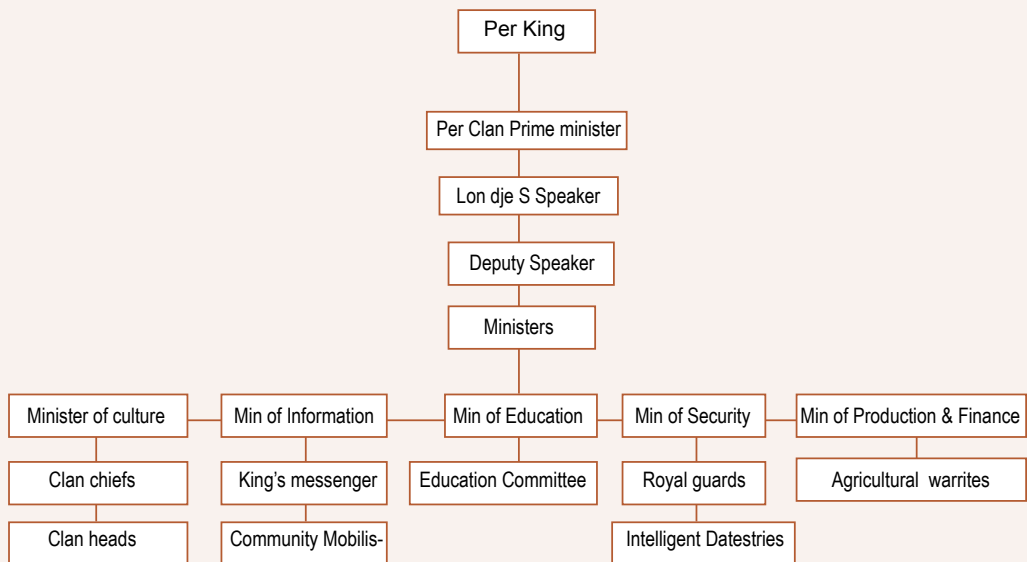 Per King
Per Clan Prime minister
Lon dje S Speaker
Deputy Speaker
Ministers
Minister of culture
Min of Information
Min of Education
Min of Security
Min of Production & Finance
Clan chiefs
King's messenger
Education Committee
Royal guards
Agricultural warrites
Clan heads
Community Mobilis-
Intelligent Datestries